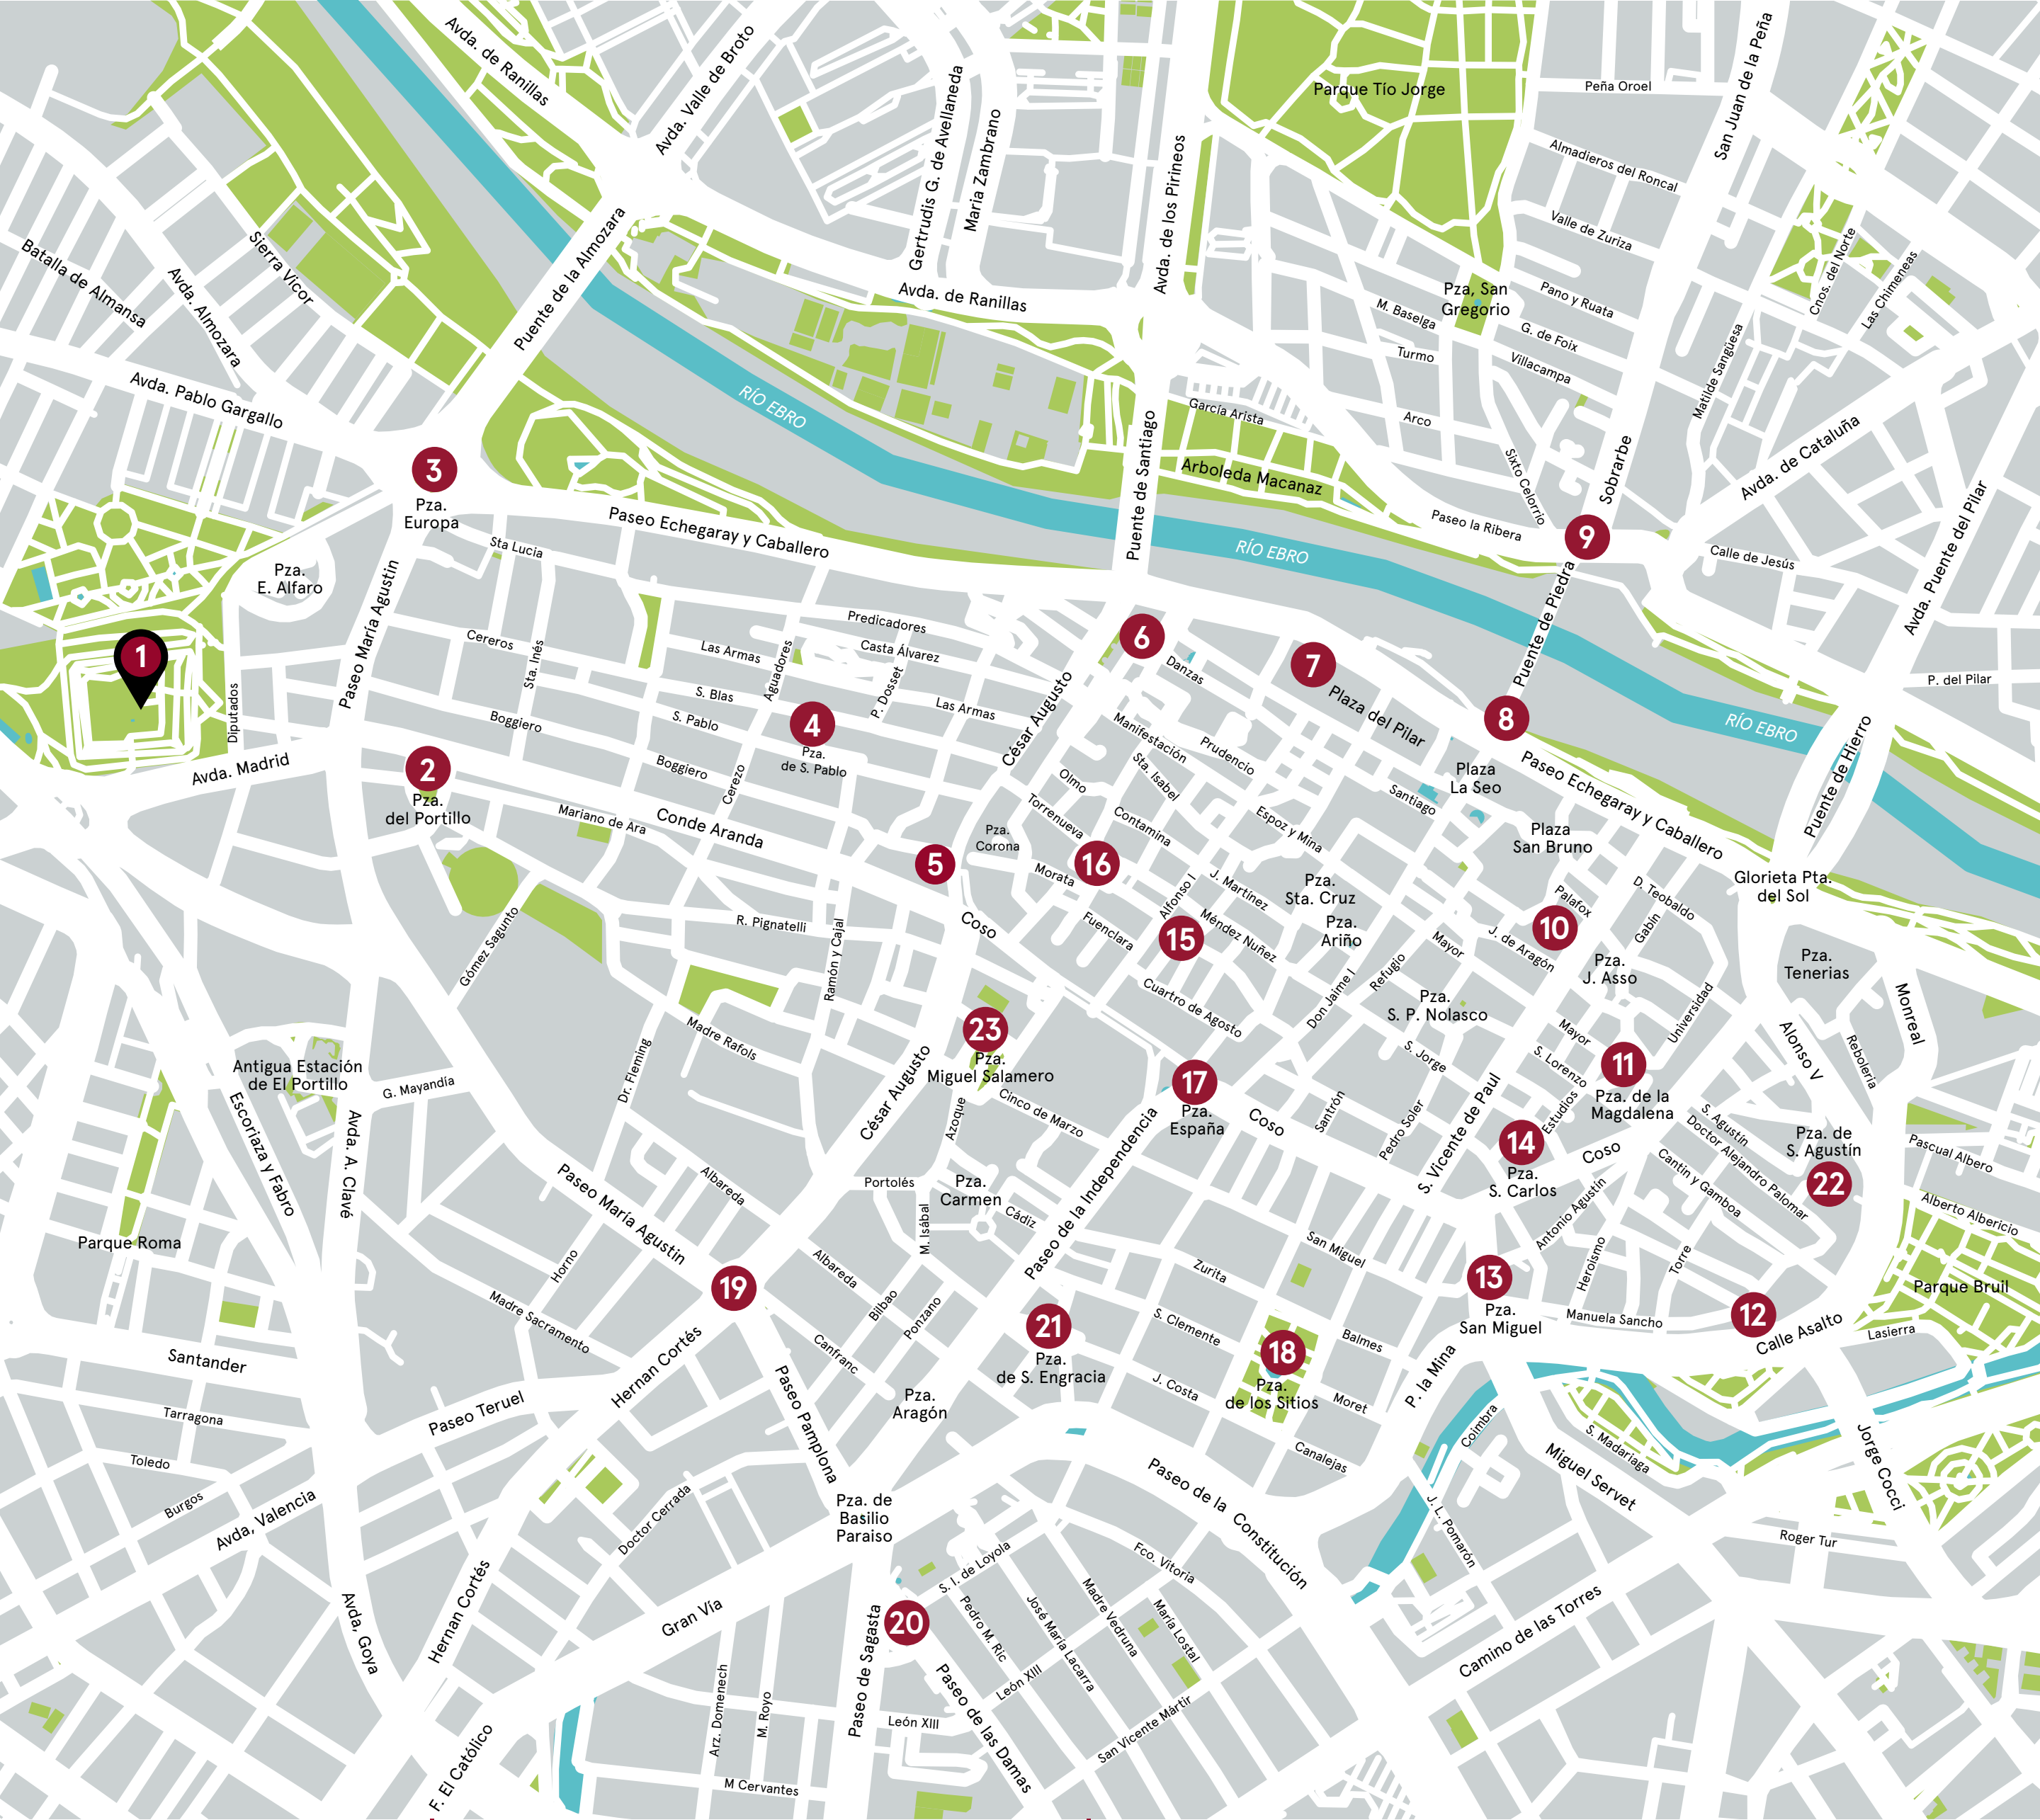 Avda. de Ranillas
Avda. Valle de Broto
Gertrudis G. de Avellaneda
Maria Zambrano
Avda. de los Pirineos
Parque Tío Jorge
Peña Oroel
San Juan de la Peña
Almadieros del Roncal
Valle de Zuriza
Cnos. del Norte
Las Chimeneas
Batalla de Almansa
Avda. Almozara
Sierra Vicor
Puente de la Almozara
Avda. de Ranillas
Pza, San
Gregorio
M. Baselga
Pano y Ruata
G. de Foix
Turmo
Villacampa
Matilde Sangüesa
Avda. Pablo Gargallo
RÍO EBRO
García Arista
Arco
Puente de Santiago
Arboleda Macanaz
Sixto Celorrio
Sobrarbe
Avda. de Cataluña
3
Pza.
Europa
Paseo Echegaray y Caballero
Sta Lucia
RÍO EBRO
Paseo la Ribera
9
Calle de Jesús
Avda. Puente del Pilar
Pza.
E. Alfaro
Paseo María Agustin
Puente de Piedra
1
Cereros
Sta. Inés
Predicadores
Casta Álvarez
Las Armas
Aguadores
P. Dosset
6
Danzas
7
Plaza del Pilar
P. del Pilar
Diputados
S. Blas
S. Pablo
Las Armas
4
Pza.
de S. Pablo
César Augusto
8
RÍO EBRO
Puente de Hierro
Boggiero
Boggiero
Cerezo
Avda. Madrid
2
Pza.
del Portillo
Mariano de Ara
Conde Aranda
Manifestación
Prudencio
Sta. Isabel
Olmo
Torrenueva
Contamina
Espoz y Mina
Santiago
Plaza
La Seo
Plaza
San Bruno
Paseo Echegaray y Caballero
Glorieta Pta.
del Sol
5
Pza.
Corona
Morata
16
Alfonso I
J. Martínez
Pza.
Sta. Cruz
Pza.
Ariño
Palafox
10
D. Teobaldo
Gabín
R. Pignatelli
Ramón y Cajal
Coso
Fuenclara
15
Méndez Nuñez
Mayor
J. de Aragón
Pza.
J. Asso
Pza.
Tenerias
Monreal
Gómez Sagunto
Cuartro de Agosto
Don Jaime I
Refugio
Pza.
S. P. Nolasco
Universidad
Madre Rafols
23
Pza.
Miguel Salamero
S. Jorge
Mayor
S. Lorenzo
11
Pza. de la
Magdalena
Alonso V
Rebolería
Antigua Estación
de El Portillo
G. Mayandía
Dr. Fleming
César Augusto
Azoque
Cinco de Marzo
17
Pza.
España
Coso
Santrón
Pedro Soler
S. Vicente de Paul
Estudios
14
Pza.
S. Carlos
Coso
S. Agustín
Doctor Alejandro Palomar
Cantín y Gamboa
Pza. de
S. Agustín
22
Pascual Albero
Alberto Albericio
Escoriaza y Fabro
Avda. A. Clavé
Albareda
Portolés
Pza.
Carmen
Cádiz
M. Isábal
Paseo de la Independencia
Antonio Agustín
Heroísmo
Torre
Parque Roma
Paseo María Agustin
Horno
Albareda
Zurita
San Miguel
13
Pza.
San Miguel
Manuela Sancho
12
Calle Asalto
Parque Bruil
Lasierra
19
Madre Sacramento
Hernan Cortés
Bilbao
Ponzano
Canfranc
21
Pza.
de S. Engracia
S. Clemente
18
Pza.
de los Sitios
Balmes
Moret
J. Costa
Canalejas
P. la Mina
Coimbra
S. Madariaga
Miguel Servet
Jorge Cocci
Santander
Tarragona
Toledo
Burgos
Avda, Valencia
Paseo Teruel
Paseo Pamplona
Pza.
Aragón
Pza. de
Basilio
Paraiso
Paseo de la Constitución
J. L. Pomarón
Roger Tur
Doctor Cerrada
Hernan Cortés
Gran Vía
Avda, Goya
F. El Católico
Arz. Domenech
M. Royo
M Cervantes
Paseo de Sagasta
20
S. I. de Loyola
Pedro M. Ric
José María Lacarra
Madre Vedruna
Fco. Vitoria
María Lostal
León XIII
León XIII
Paseo de las Damas
San Vicente Mártir
Camino de las Torres